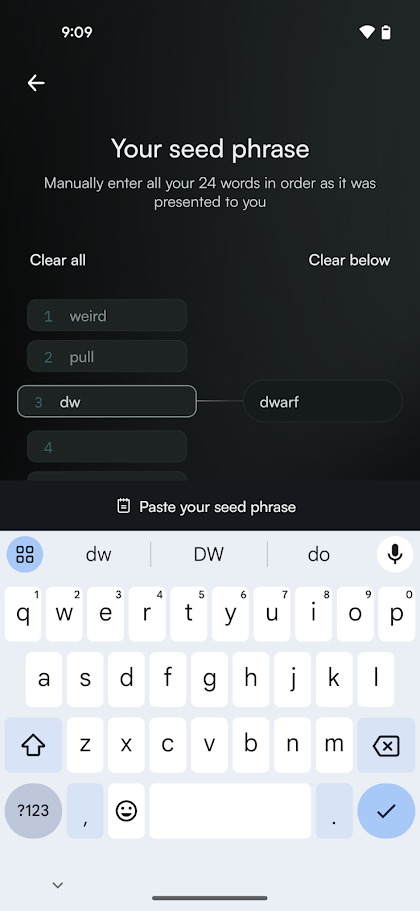 9:09
Your seed phrase
Manually enter all your 24 words in order as it was
presented to you
Clear all Clear below
1 weird
2 pull
3 dw dwarf
4
Paste your seed phrase
dw DW do
1 2 3 4 5 6 7 8 9 0
q w e r t y u i o p
a s d f g h j k l
z x c v b n m
?123 , .